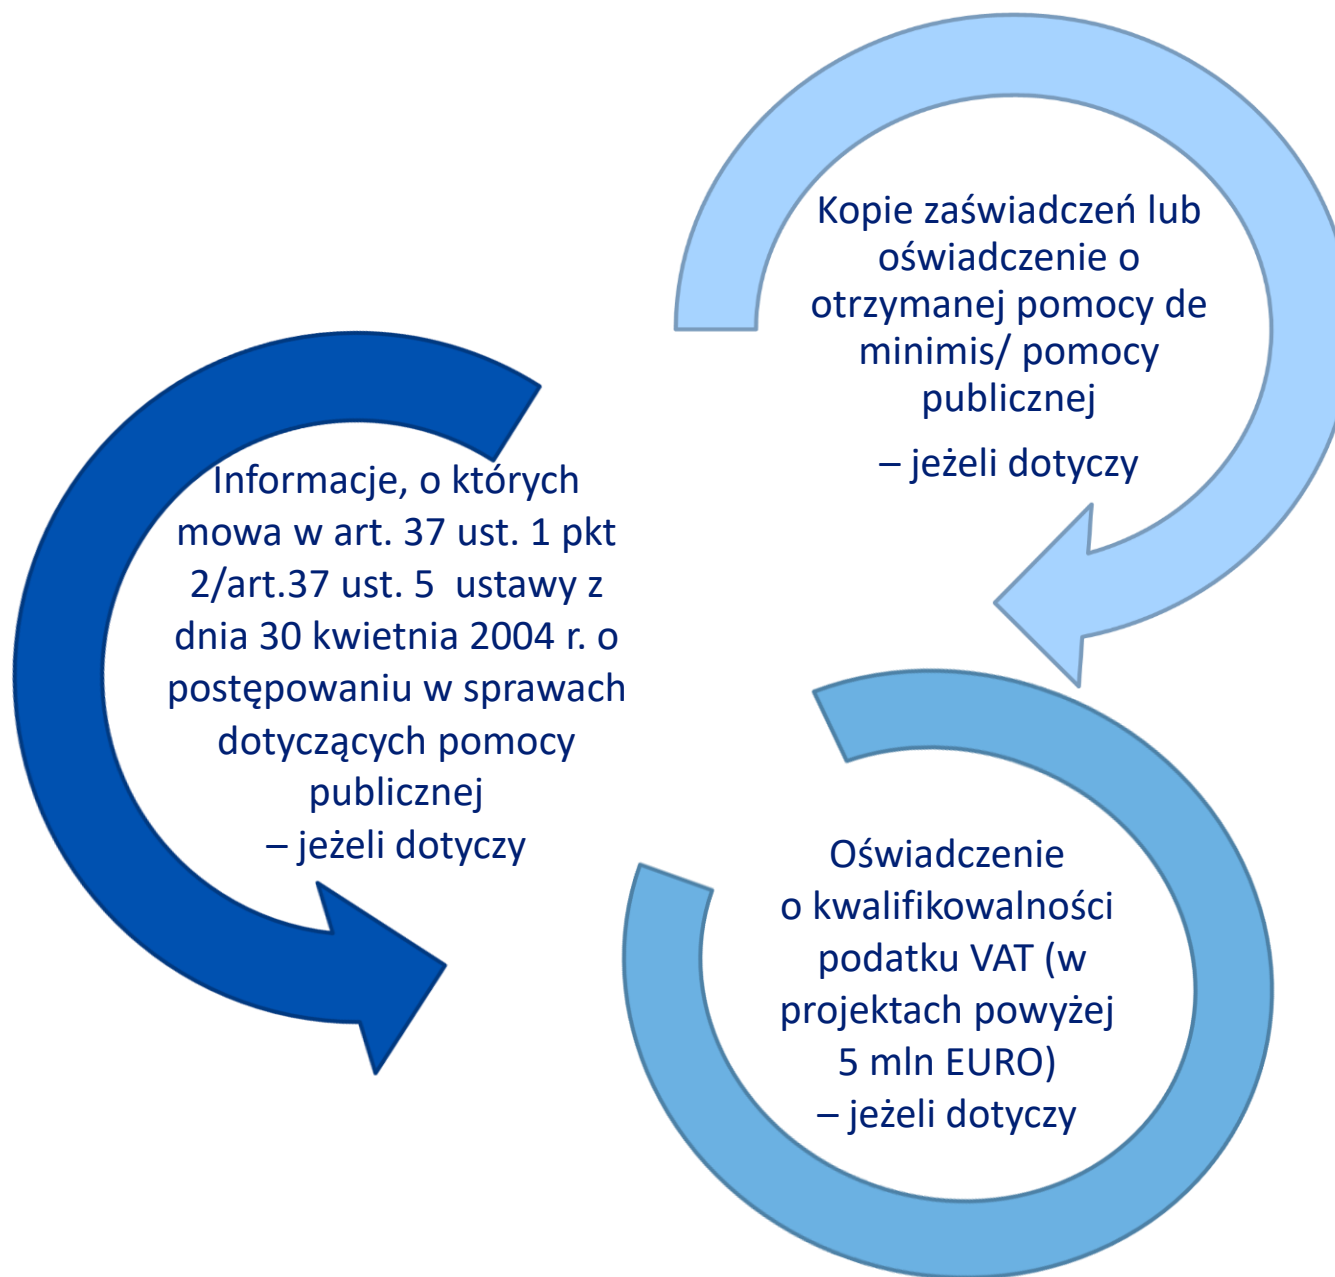 Kopie zaświadczeń lub
oświadczenie o
otrzymanej pomocy de
minimis/ pomocy
publicznej
– jeżeli dotyczy
Informacje, o których
mowa w art. 37 ust. 1 pkt
2/art.37 ust. 5  ustawy z
dnia 30 kwietnia 2004 r. o
postępowaniu w sprawach
dotyczących pomocy
publicznej
– jeżeli dotyczy
Oświadczenie
o kwalifikowalności
podatku VAT (w
projektach powyżej
5 mln EURO)
– jeżeli dotyczy